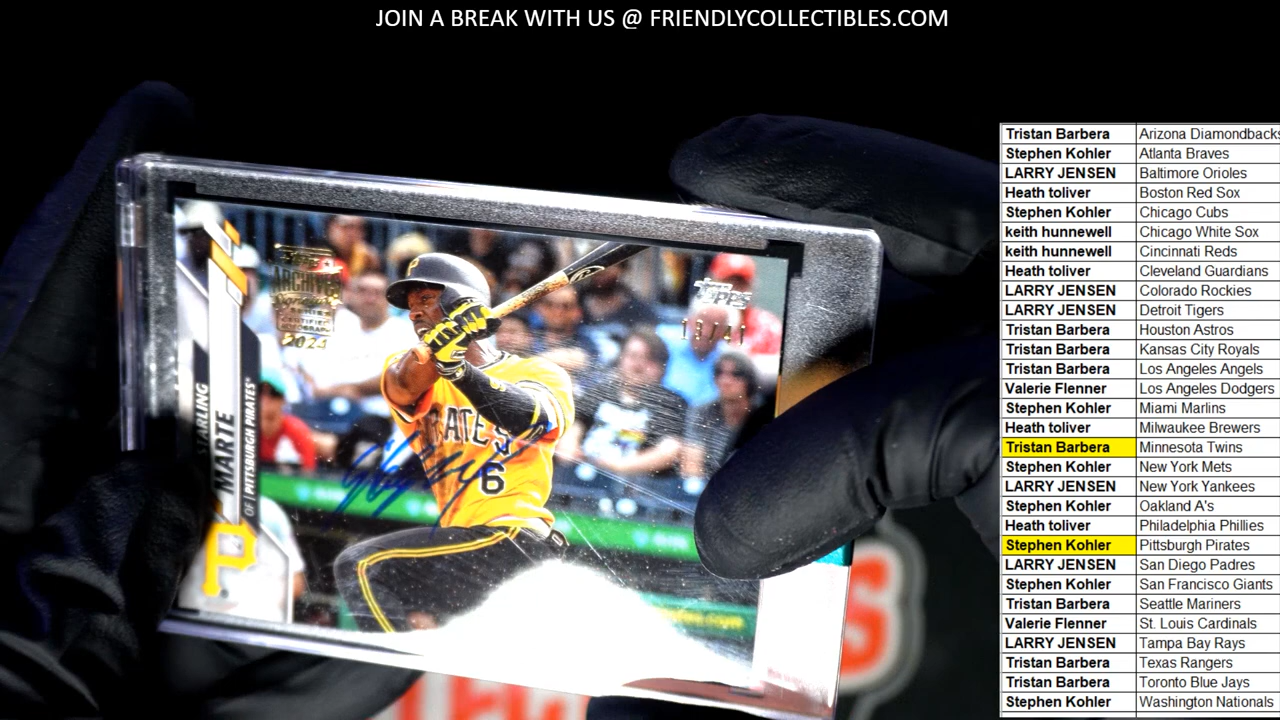 JOIN A BREAK WITH US @ FRIENDLYCOLLECTIBLES.COM
TOPPS
ARCHIVES
Signature
SERIES
CERTIFIED
AUTOGRAPH
2024
topps
STARLING
MARTE
OF | PITTSBURGH PIRATES®
P
PIRATES
6
Tristan Barbera Arizona Diamondbacks
Stephen Kohler Atlanta Braves
LARRY JENSEN Baltimore Orioles
Heath toliver Boston Red Sox
Stephen Kohler Chicago Cubs
keith hunnewell Chicago White Sox
keith hunnewell Cincinnati Reds
Heath toliver Cleveland Guardians
LARRY JENSEN Colorado Rockies
LARRY JENSEN Detroit Tigers
Tristan Barbera Houston Astros
Tristan Barbera Kansas City Royals
Tristan Barbera Los Angeles Angels
Valerie Flenner Los Angeles Dodgers
Stephen Kohler Miami Marlins
Heath toliver Milwaukee Brewers
Tristan Barbera Minnesota Twins
Stephen Kohler New York Mets
LARRY JENSEN New York Yankees
Stephen Kohler Oakland A's
Heath toliver Philadelphia Phillies
Stephen Kohler Pittsburgh Pirates
LARRY JENSEN San Diego Padres
Stephen Kohler San Francisco Giants
Tristan Barbera Seattle Mariners
Valerie Flenner St. Louis Cardinals
LARRY JENSEN Tampa Bay Rays
Tristan Barbera Texas Rangers
Tristan Barbera Toronto Blue Jays
Stephen Kohler Washington Nationals